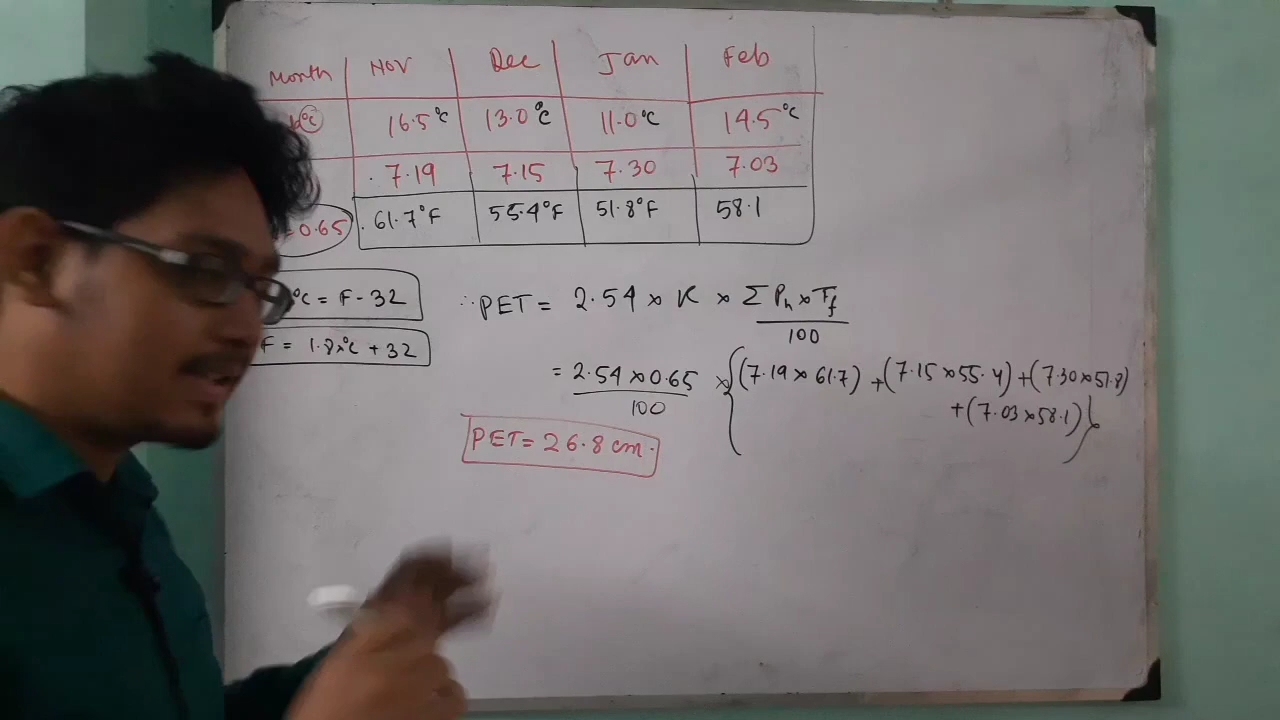 Month Nov Dec Jan Feb
°C 16.5°C 13.0°C 11.0°C 14.5°C
7.19 7.15 7.30 7.03
0.65 61.7°F 55.4°F 51.8°F 58.1
°C = F - 32
F = 1.8×°C + 32
∴ PET = 2.54 × K × Σ Ph × Tf / 100
= 2.54 × 0.65 / 100 × {(7.19 × 61.7) + (7.15 × 55.4) + (7.30 × 51.8)
+ (7.03 × 58.1)}
PET = 26.8 cm.